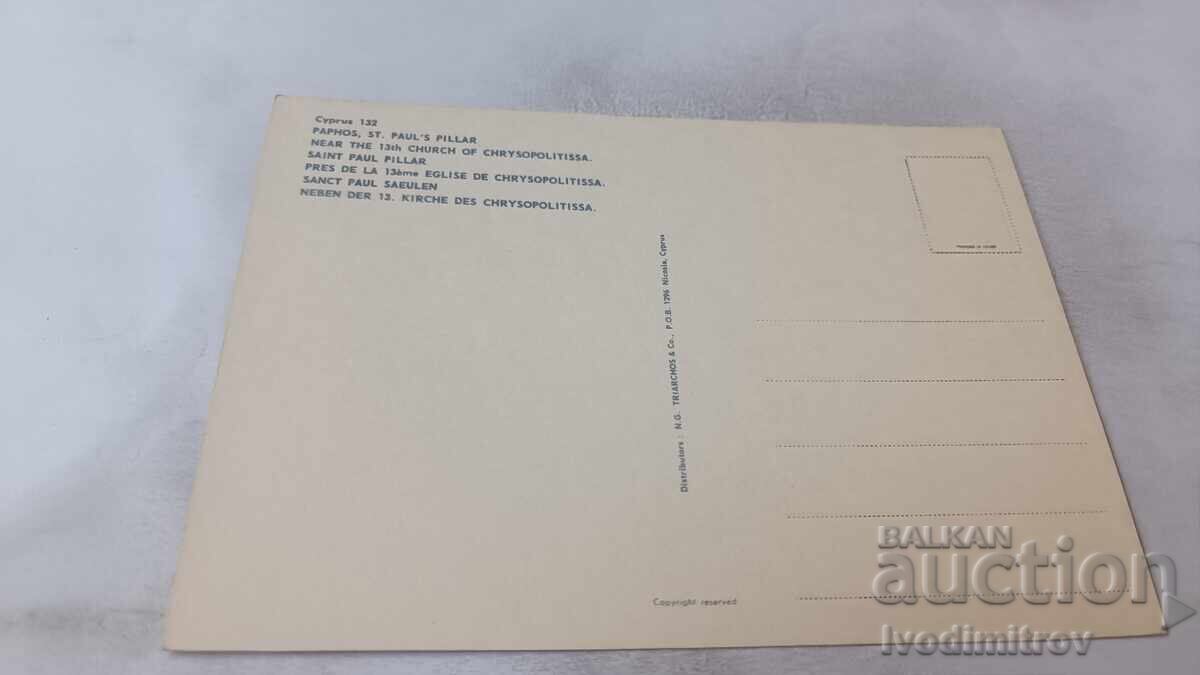 Cyprus 132
PAPHOS, ST. PAUL'S PILLAR
NEAR THE 13th CHURCH OF CHRYSOPOLITISSA.
SAINT PAUL PILLAR
PRES DE LA 13ème EGLISE DE CHRYSOPOLITISSA.
SANCT PAUL SAEULEN
NEBEN DER 13. KIRCHE DES CHRYSOPOLITISSA.
Distributors : N.G. TRIARCHOS & Co., P.O.B. 1296 Nicosia, Cyprus
Copyright reserved
BALKAN
auction
Ivodimitrov